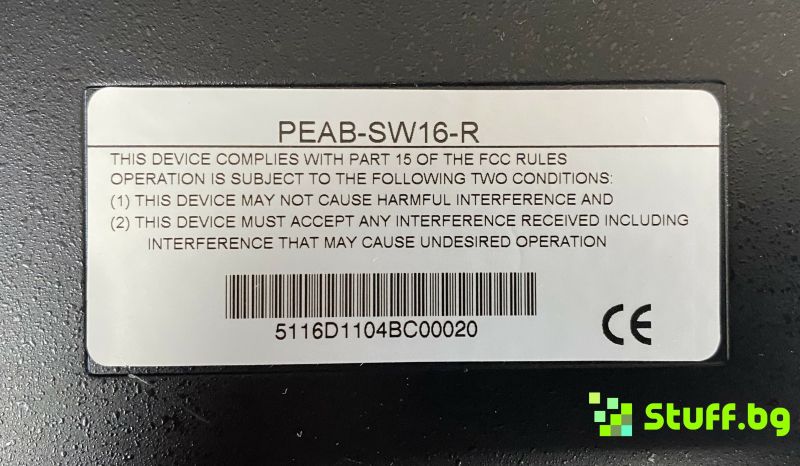 PEAB-SW16-R
THIS DEVICE COMPLIES WITH PART 15 OF THE FCC RULES
OPERATION IS SUBJECT TO THE FOLLOWING TWO CONDITIONS:
(1) THIS DEVICE MAY NOT CAUSE HARMFUL INTERFERENCE AND
(2) THIS DEVICE MUST ACCEPT ANY INTERFERENCE RECEIVED INCLUDING
INTERFERENCE THAT MAY CAUSE UNDESIRED OPERATION
5116D1104BC00020
CE
Stuff.bg